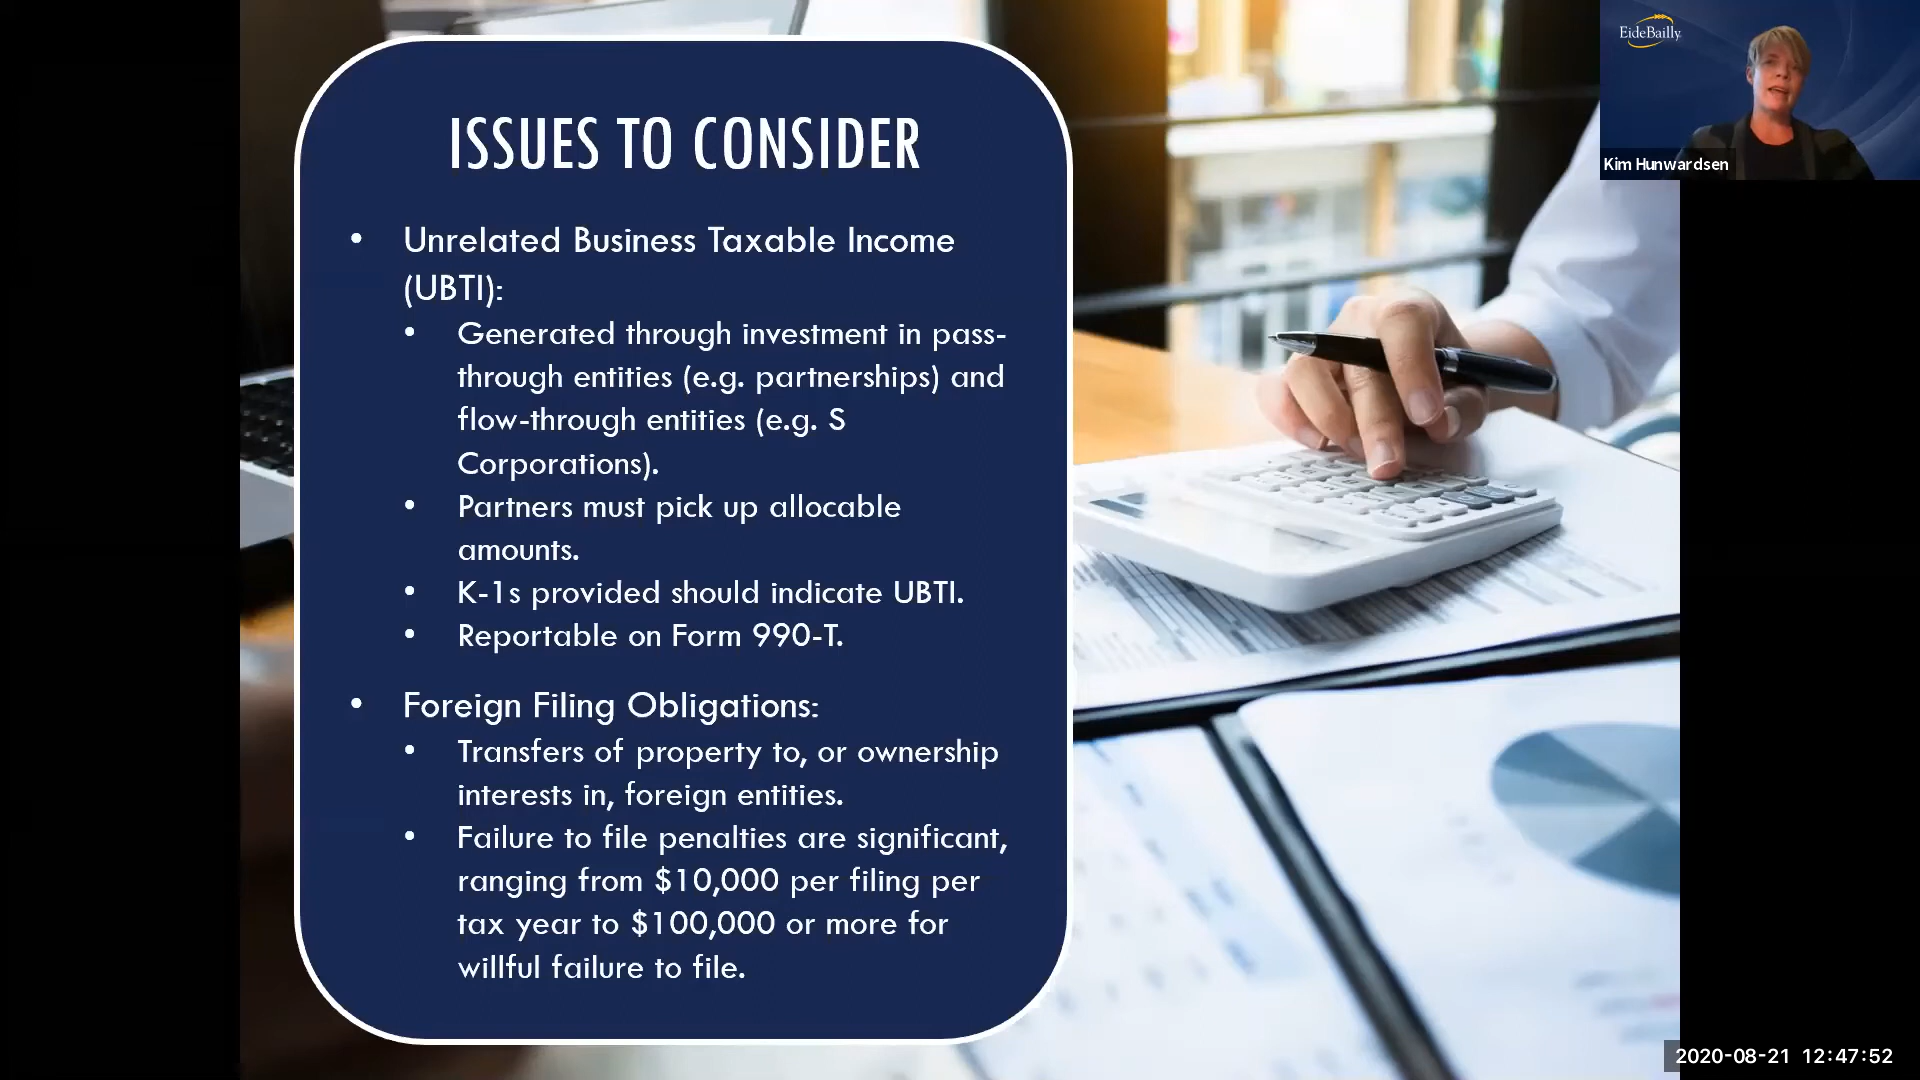 ISSUES TO CONSIDER
• Unrelated Business Taxable Income
(UBTI):
• Generated through investment in pass-
through entities (e.g. partnerships) and
flow-through entities (e.g. S
Corporations).
• Partners must pick up allocable
amounts.
• K-1s provided should indicate UBTI.
• Reportable on Form 990-T.
• Foreign Filing Obligations:
• Transfers of property to, or ownership
interests in, foreign entities.
• Failure to file penalties are significant,
ranging from $10,000 per filing per
tax year to $100,000 or more for
willful failure to file.
EideBailly
Kim Hunwardsen
2020-08-21 12:47:52